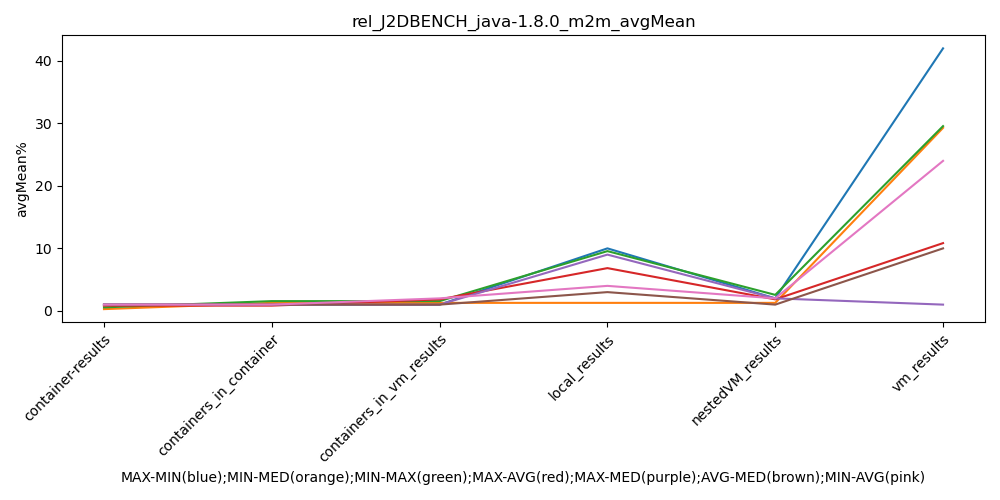 rel_J2DBENCH_java-1.8.0_m2m_avgMean
avgMean%
40
30
20
10
0
container-results
containers_in_container
containers_in_vm_results
local_results
nestedVM_results
vm_results
MAX-MIN(blue);MIN-MED(orange);MIN-MAX(green);MAX-AVG(red);MAX-MED(purple);AVG-MED(brown);MIN-AVG(pink)